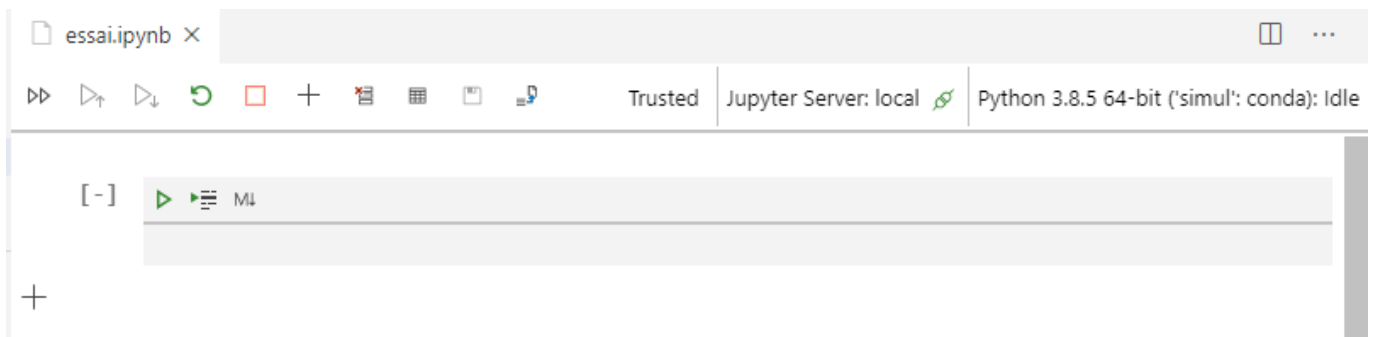 essai.ipynb
Trusted Jupyter Server: local Python 3.8.5 64-bit ('simul': conda): Idle
[-] M↓